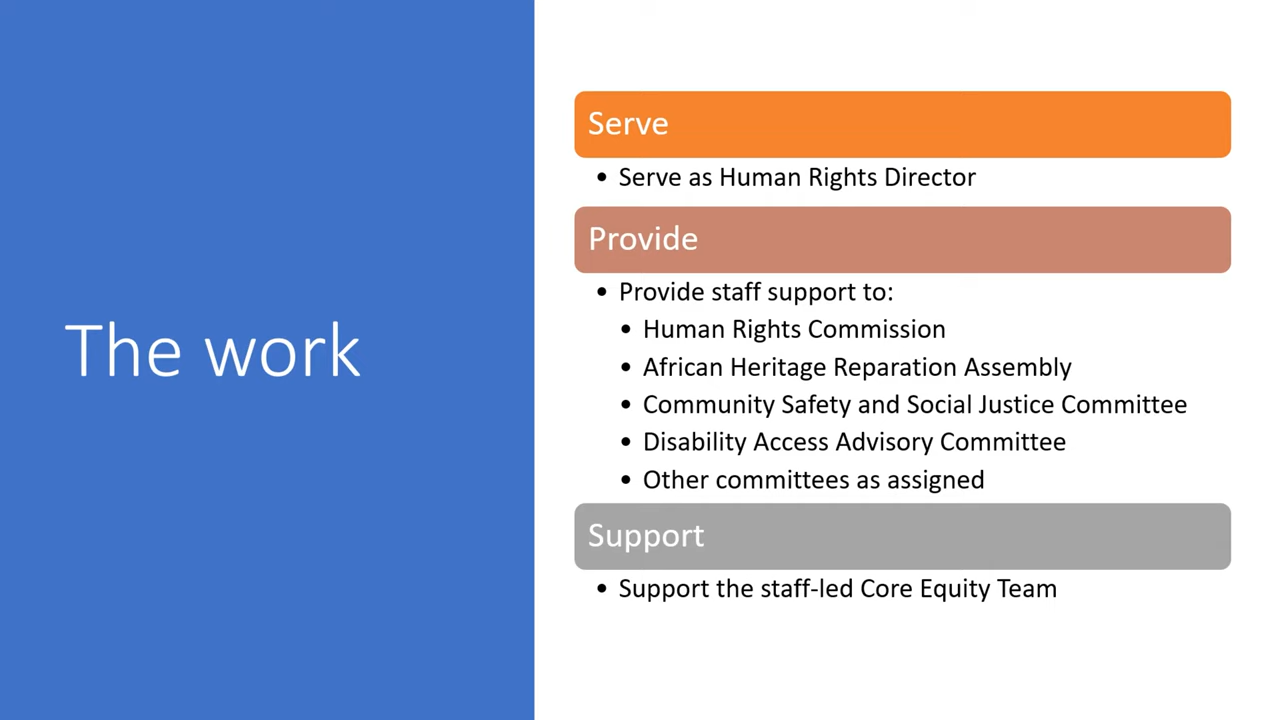 The work
Serve
• Serve as Human Rights Director
Provide
• Provide staff support to:
• Human Rights Commission
• African Heritage Reparation Assembly
• Community Safety and Social Justice Committee
• Disability Access Advisory Committee
• Other committees as assigned
Support
• Support the staff-led Core Equity Team